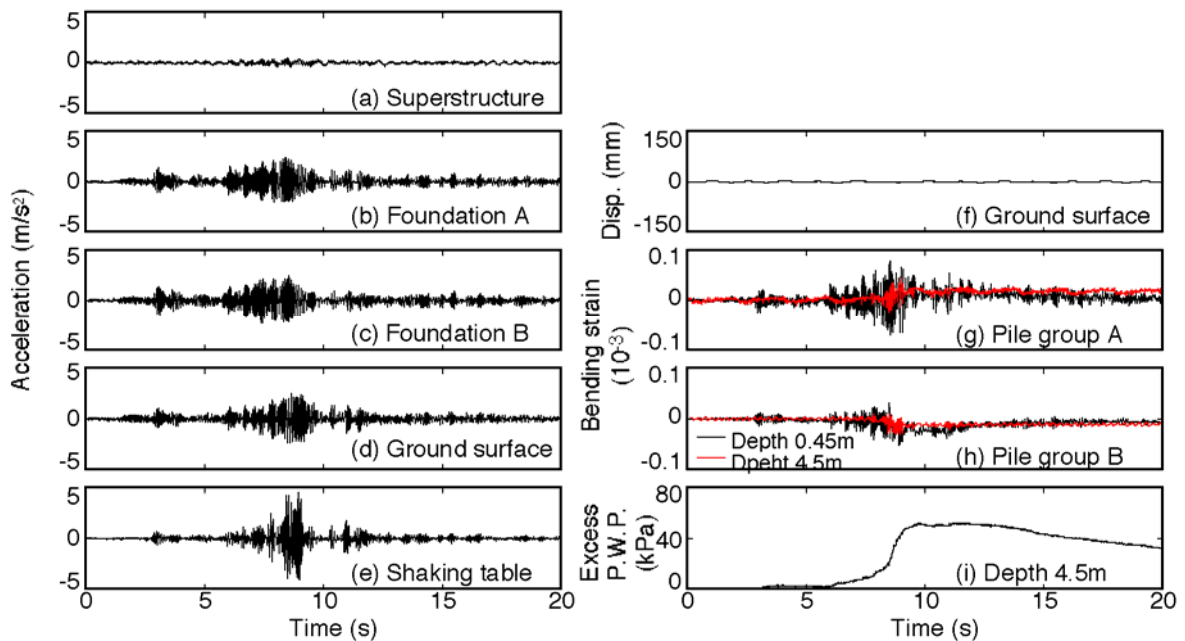 Acceleration (m/s²)
5
0
-5
(a) Superstructure
5
0
-5
(b) Foundation A
5
0
-5
(c) Foundation B
5
0
-5
(d) Ground surface
5
0
-5
(e) Shaking table
0 5 10 15 20
Time (s)
Disp. (mm)
150
0
-150
(f) Ground surface
Bending strain
(10⁻³)
0.1
0
-0.1
(g) Pile group A
0.1
0
-0.1
Depth 0.45m
Dpeht 4.5m
(h) Pile group B
Excess
P.W.P.
(kPa)
80
40
0
(i) Depth 4.5m
0 5 10 15 20
Time (s)